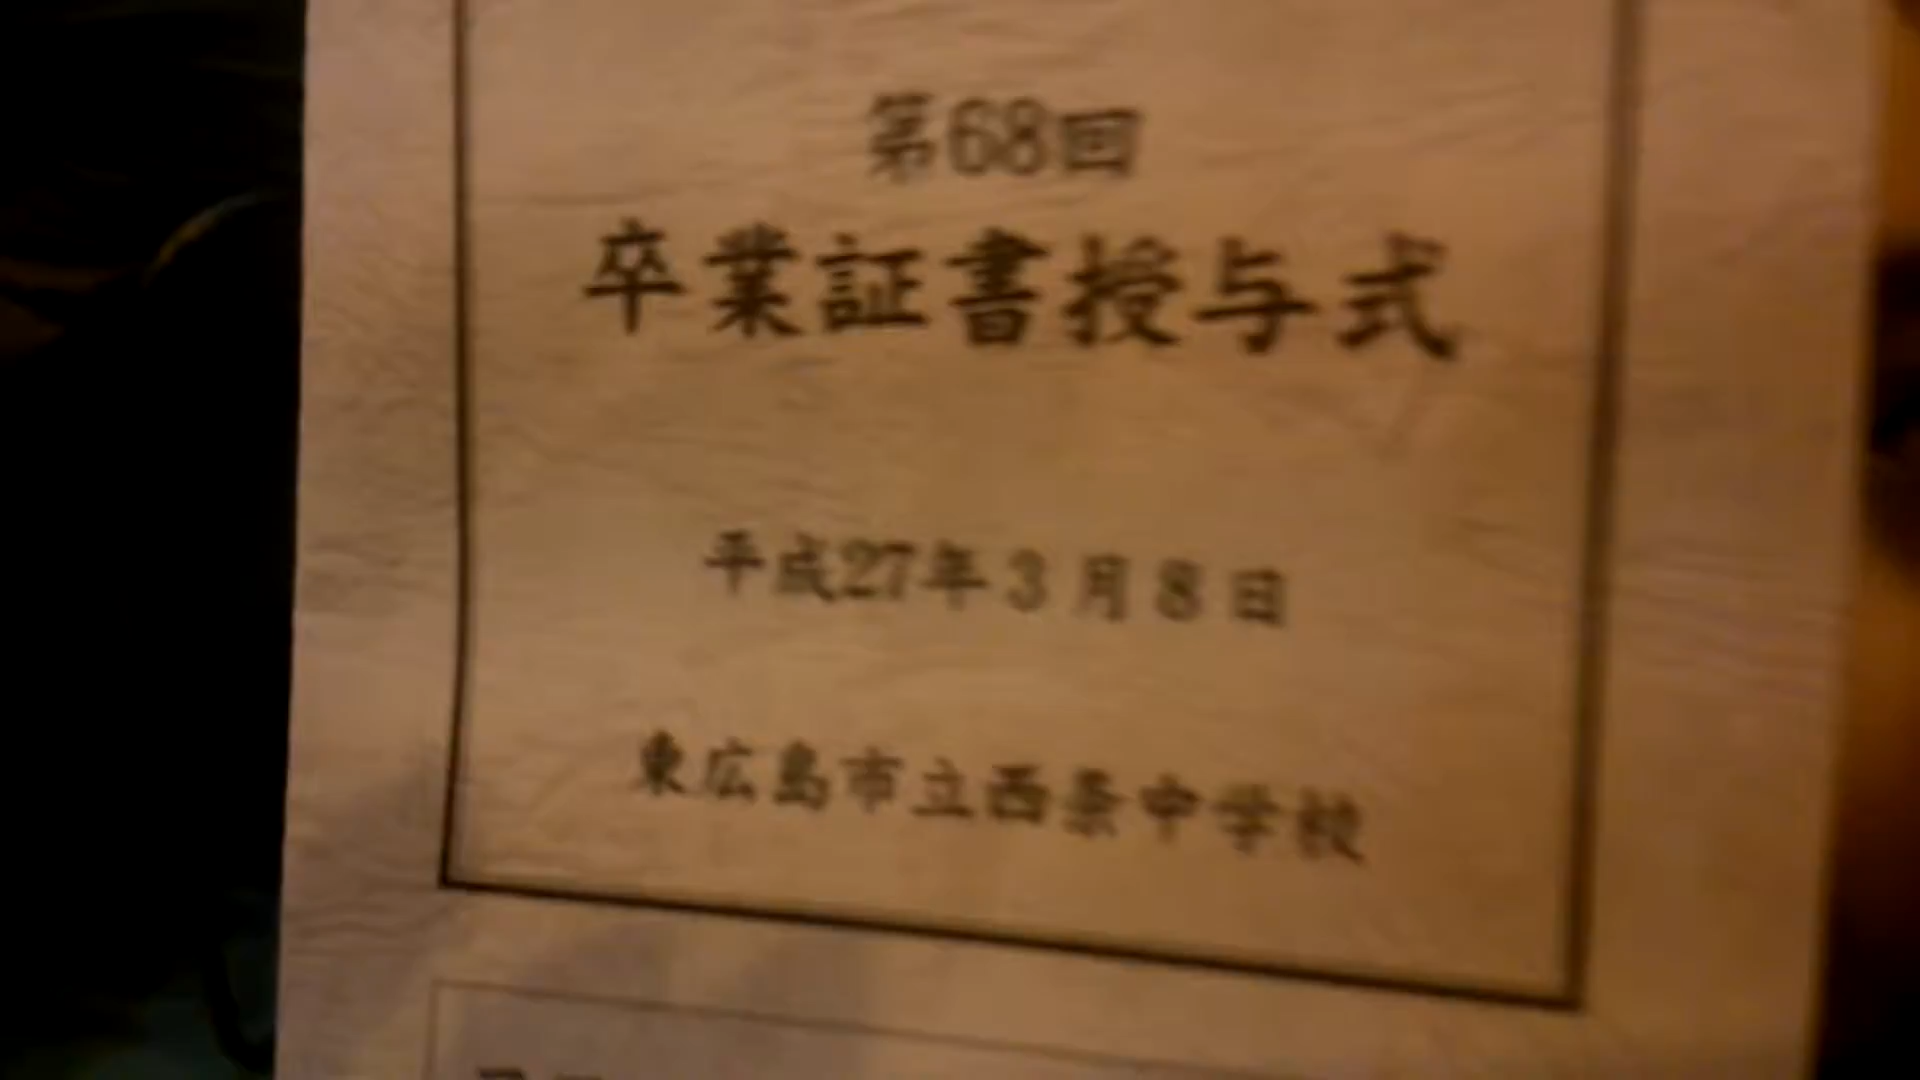 第68回
卒業証書授与式
平成27年3月8日
東広島市立西条中学校